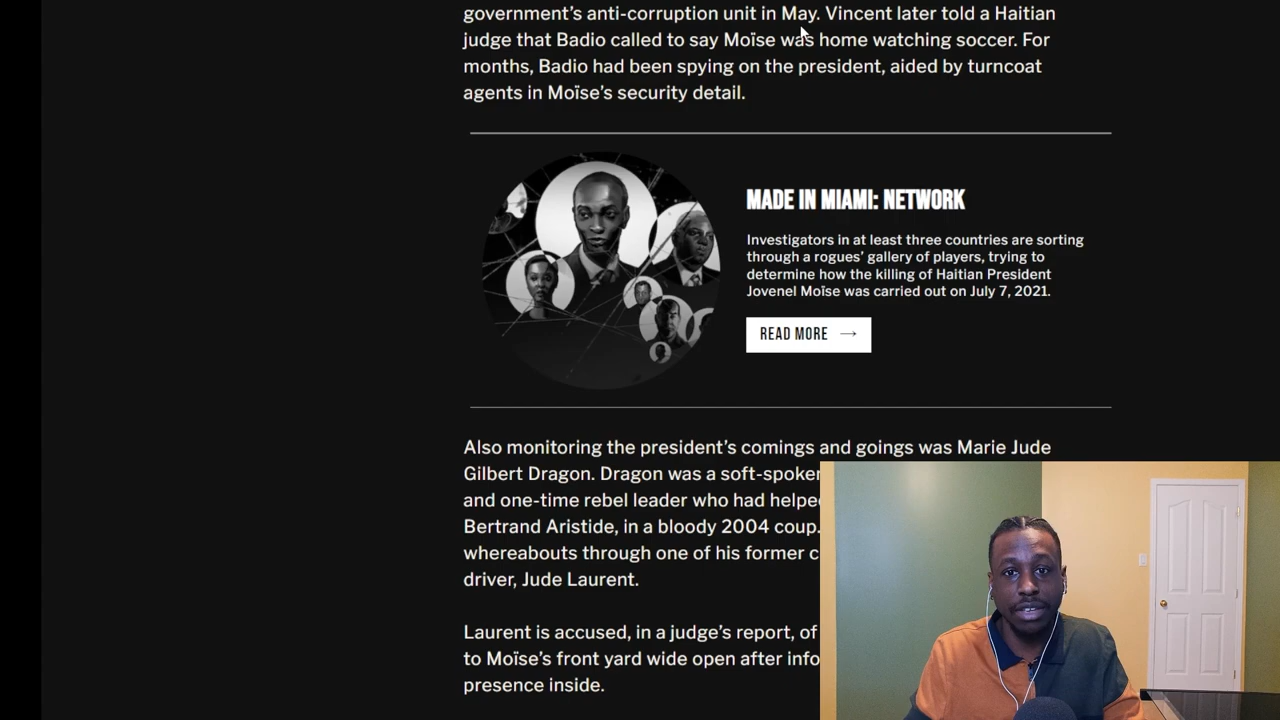 government’s anti-corruption unit in May. Vincent later told a Haitian
judge that Badio called to say Moïse was home watching soccer. For
months, Badio had been spying on the president, aided by turncoat
agents in Moïse’s security detail.
MADE IN MIAMI: NETWORK
Investigators in at least three countries are sorting
through a rogues’ gallery of players, trying to
determine how the killing of Haitian President
Jovenel Moïse was carried out on July 7, 2021.
READ MORE →
Also monitoring the president’s comings and goings was Marie Jude
Gilbert Dragon. Dragon was a soft-spoken
and one-time rebel leader who had helped
Bertrand Aristide, in a bloody 2004 coup.
whereabouts through one of his former
driver, Jude Laurent.
Laurent is accused, in a judge’s report, of
to Moïse’s front yard wide open after
presence inside.